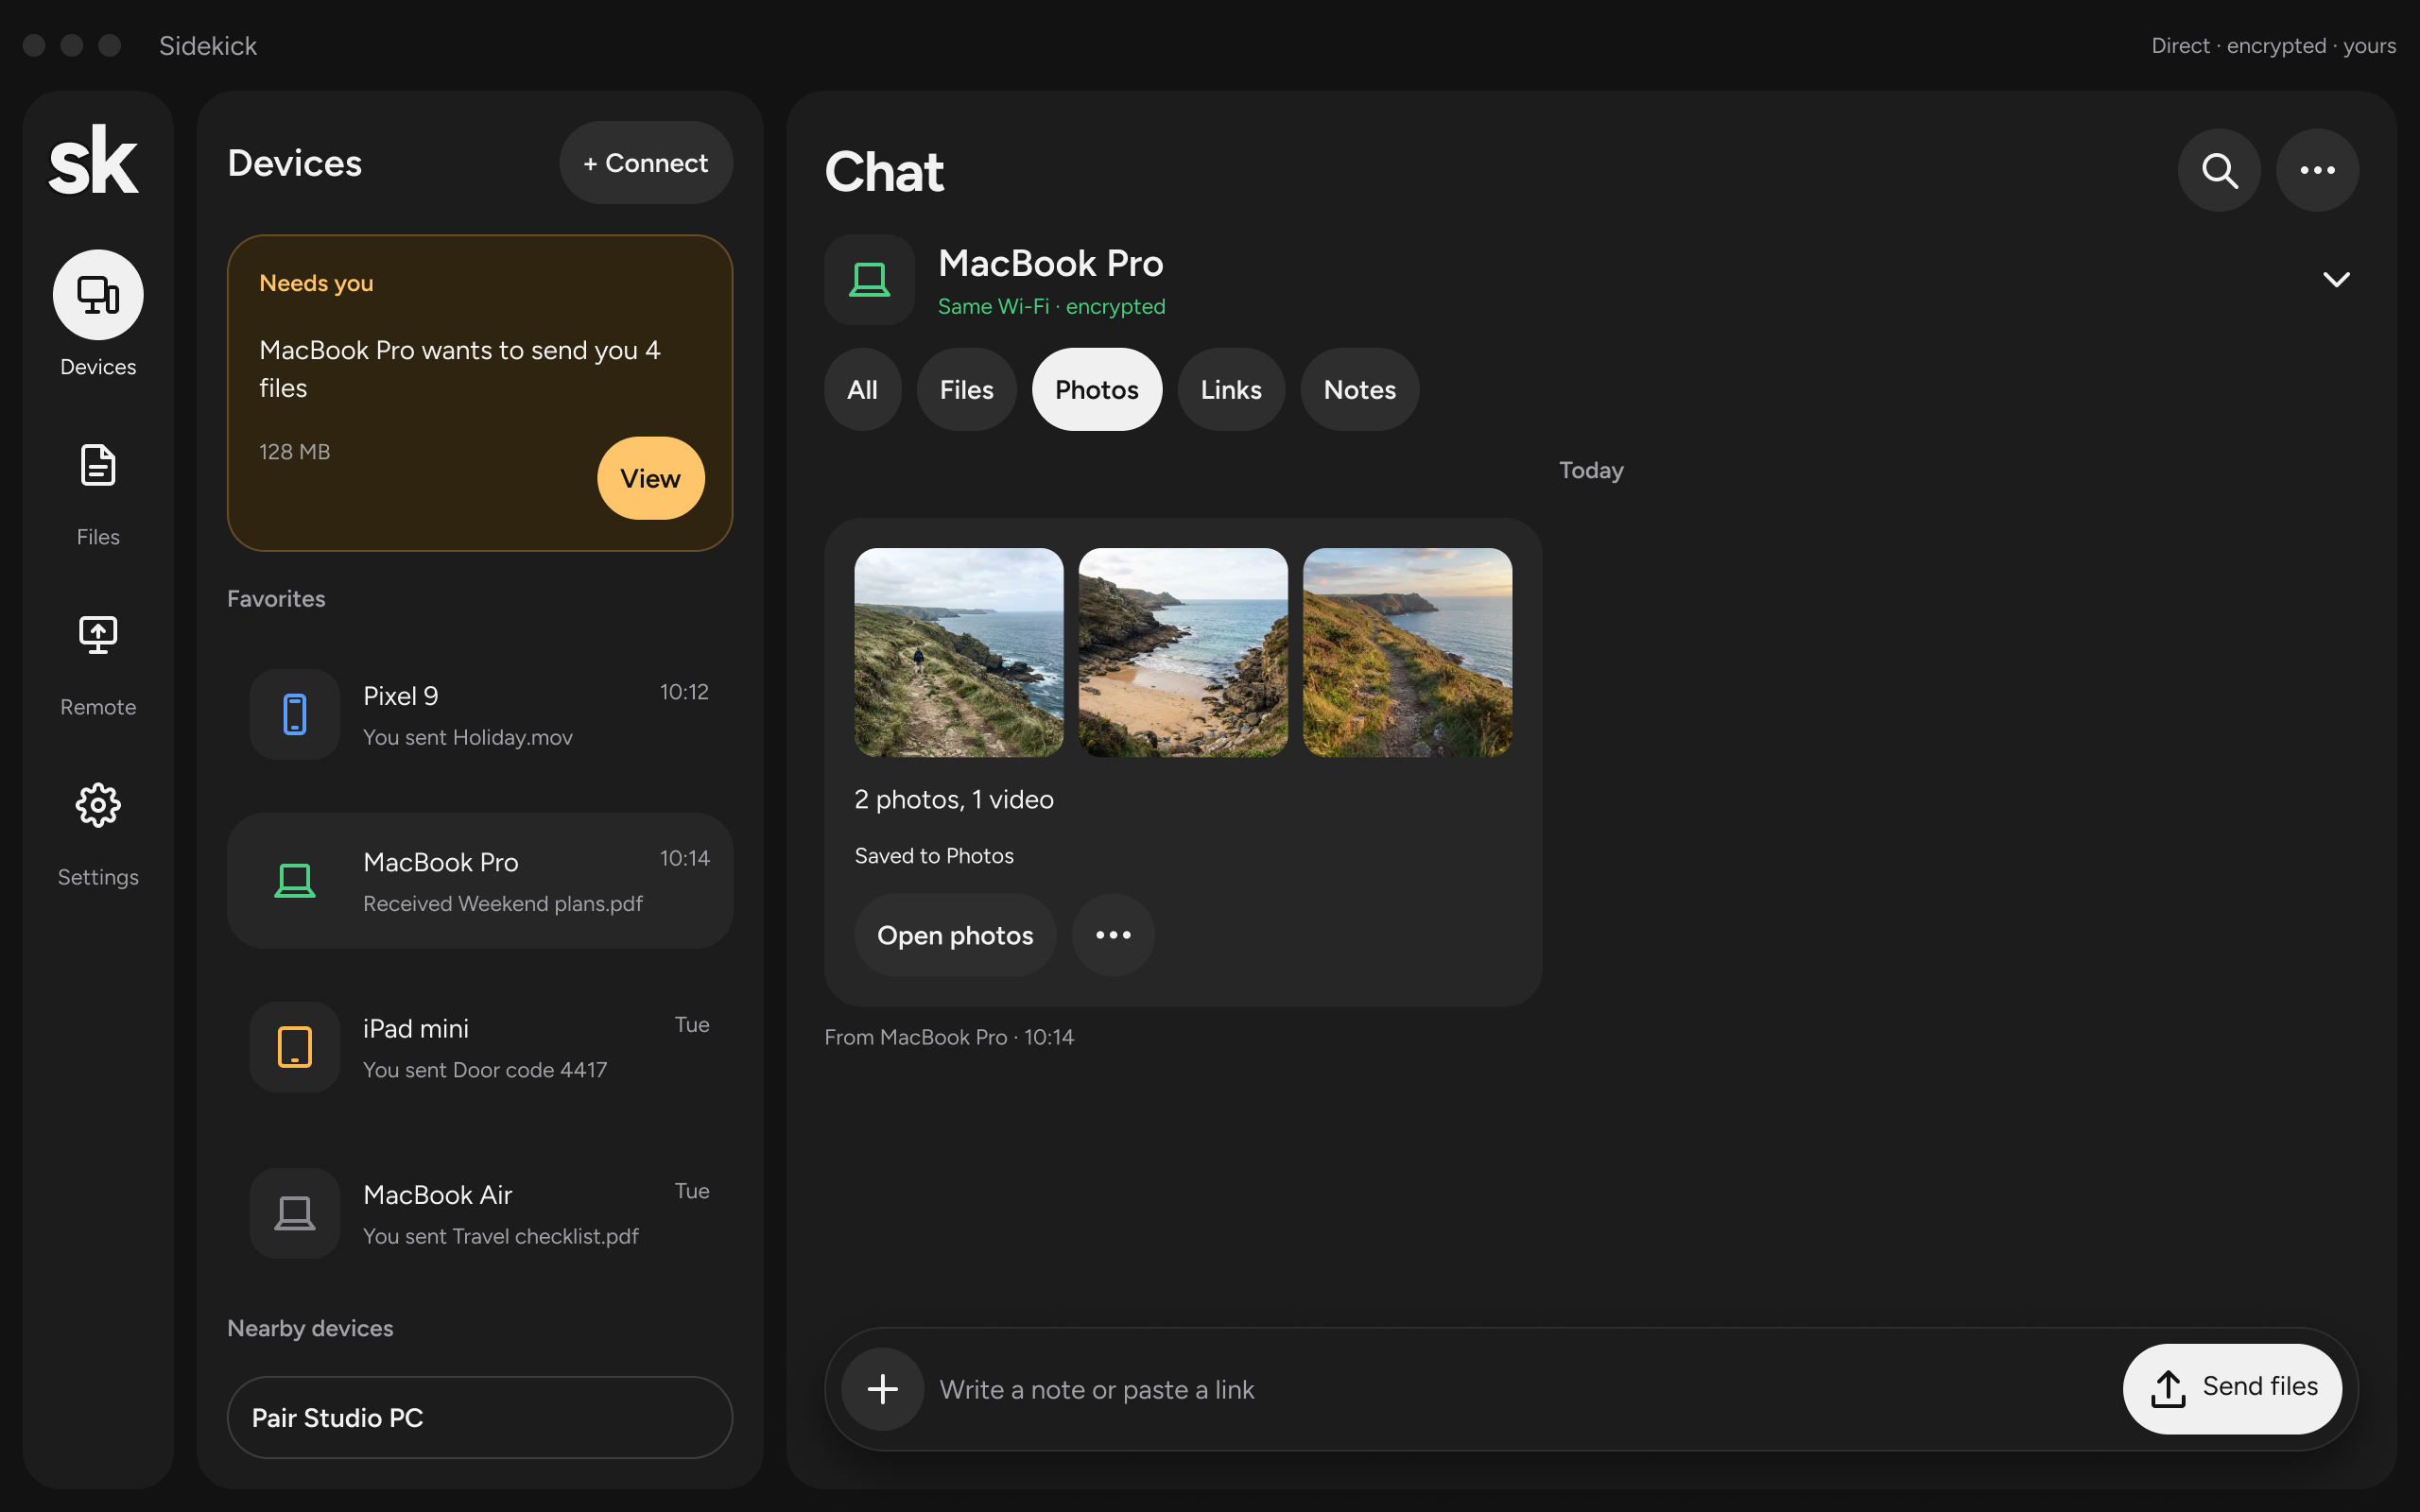 Sidekick
Direct · encrypted · yours
sk
Devices
Files
Remote
Settings
Devices
+ Connect
Needs you
MacBook Pro wants to send you 4
files
128 MB
View
Favorites
Pixel 9
10:12
You sent Holiday.mov
MacBook Pro
10:14
Received Weekend plans.pdf
iPad mini
Tue
You sent Door code 4417
MacBook Air
Tue
You sent Travel checklist.pdf
Nearby devices
Pair Studio PC
Chat
MacBook Pro
Same Wi-Fi · encrypted
All
Files
Photos
Links
Notes
Today
2 photos, 1 video
Saved to Photos
Open photos
From MacBook Pro · 10:14
Write a note or paste a link
Send files